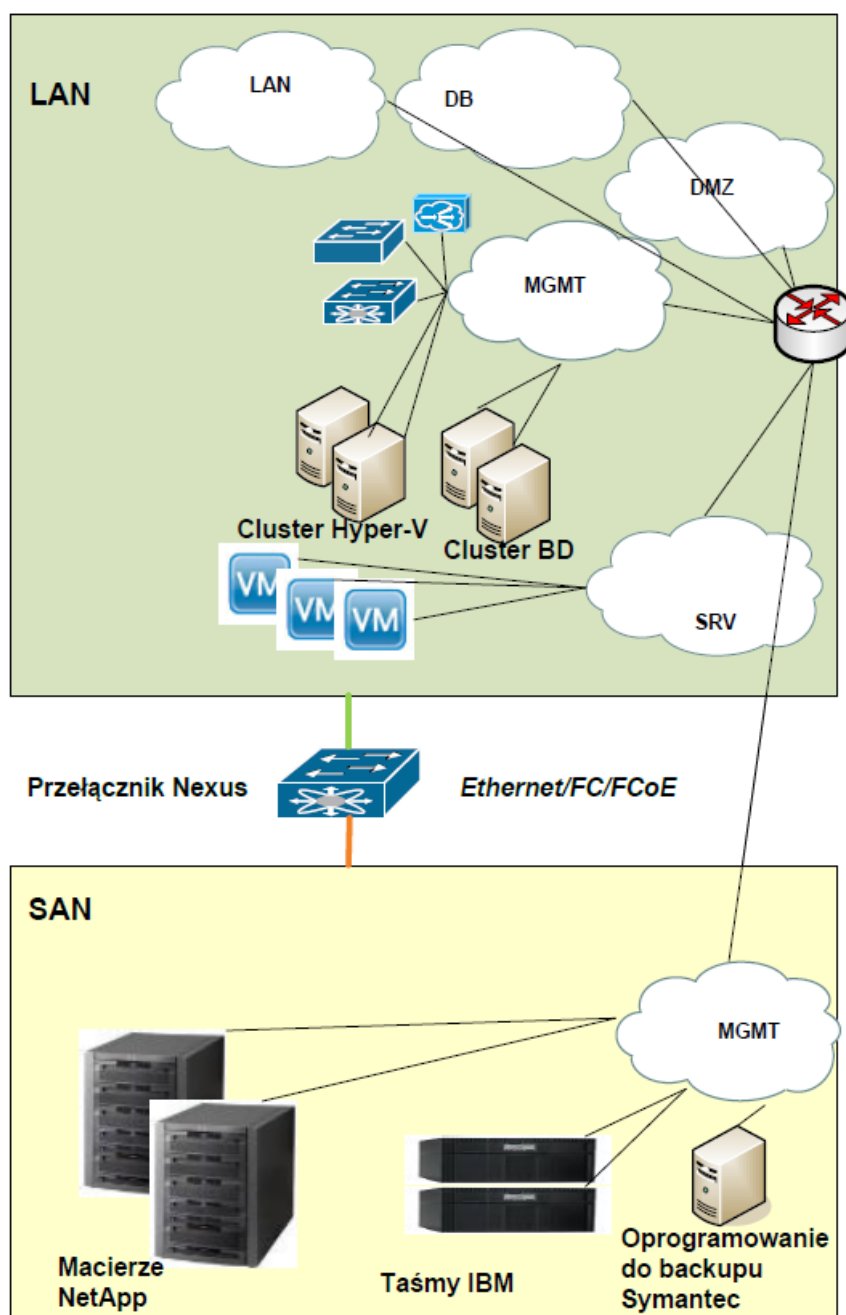 LAN
LAN
DB
DMZ
MGMT
Cluster Hyper-V
Cluster BD
VM
VM
VM
SRV
Przełącznik Nexus
Ethernet/FC/FCoE
SAN
MGMT
Macierze
NetApp
Taśmy IBM
Oprogramowanie
do backupu
Symantec